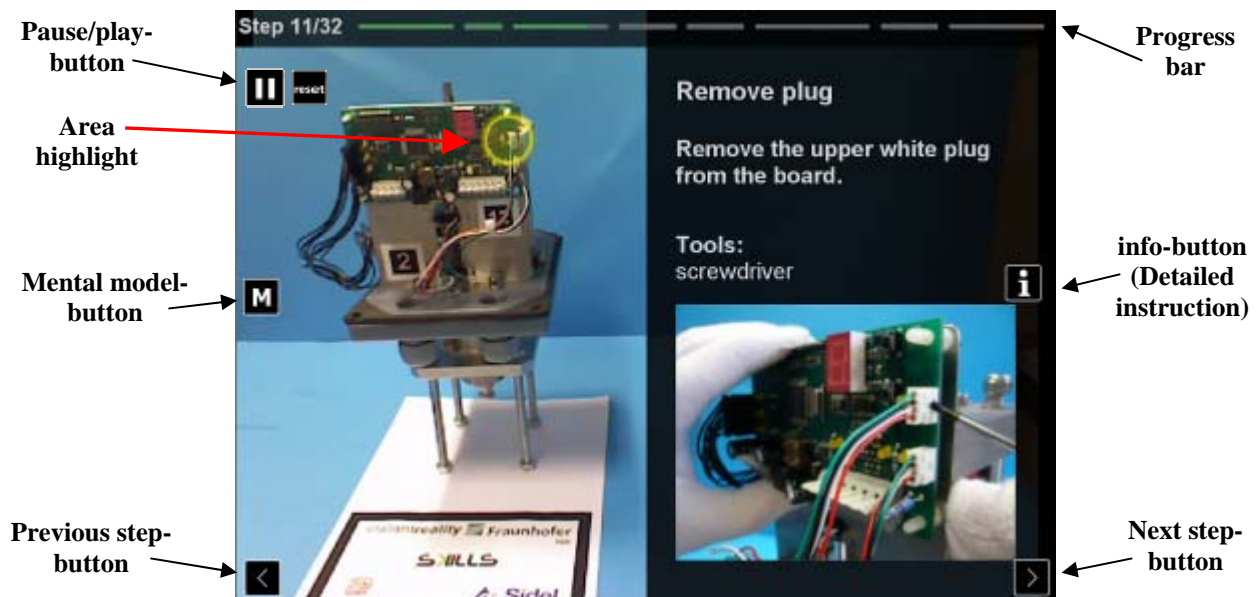 Step 11/32
Pause/play-
button
Progress
bar
reset
Area
highlight
Remove plug
Remove the upper white plug
from the board.
Tools:
screwdriver
2
info-button
(Detailed
instruction)
i
Mental model-
button
M
Previous step-
button
<
Fraunhofer
SKILLS
Sidel
Next step-
button
>